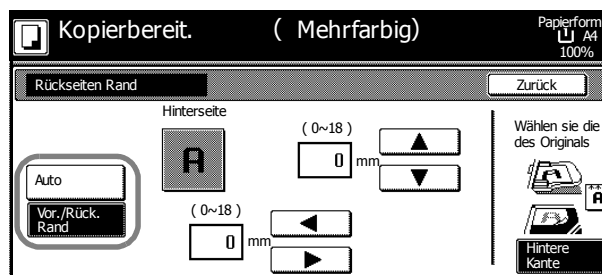 Kopierbereit. ( Mehrfarbig)
Papierform
A4
100%
Rückseiten Rand
Zurück
Hinterseite
A
( 0~18 )
0 mm
Auto
Vor./Rück.
Rand
( 0~18 )
0 mm
Wählen sie die
des Originals
A
A
A
Hintere
Kante